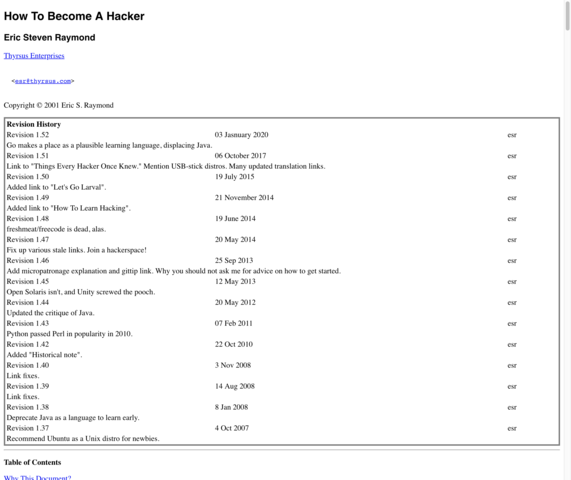 How To Become A Hacker
Eric Steven Raymond
Thyrsus Enterprises
<esr@thyrsus.com>
Copyright © 2001 Eric S. Raymond
Revision History
Revision 1.52 03 Jasnuary 2020 esr
Go makes a place as a plausible learning language, displacing Java.
Revision 1.51 06 October 2017 esr
Link to "Things Every Hacker Once Knew." Mention USB-stick distros. Many updated translation links.
Revision 1.50 19 July 2015 esr
Added link to "Let's Go Larval".
Revision 1.49 21 November 2014 esr
Added link to "How To Learn Hacking".
Revision 1.48 19 June 2014 esr
freshmeat/freecode is dead, alas.
Revision 1.47 20 May 2014 esr
Fix up various stale links. Join a hackerspace!
Revision 1.46 25 Sep 2013 esr
Add micropatronage explanation and gittip link. Why you should not ask me for advice on how to get started.
Revision 1.45 12 May 2013 esr
Open Solaris isn't, and Unity screwed the pooch.
Revision 1.44 20 May 2012 esr
Updated the critique of Java.
Revision 1.43 07 Feb 2011 esr
Python passed Perl in popularity in 2010.
Revision 1.42 22 Oct 2010 esr
Added "Historical note".
Revision 1.40 3 Nov 2008 esr
Link fixes.
Revision 1.39 14 Aug 2008 esr
Link fixes.
Revision 1.38 8 Jan 2008 esr
Deprecate Java as a language to learn early.
Revision 1.37 4 Oct 2007 esr
Recommend Ubuntu as a Unix distro for newbies.
Table of Contents
Why This Document?